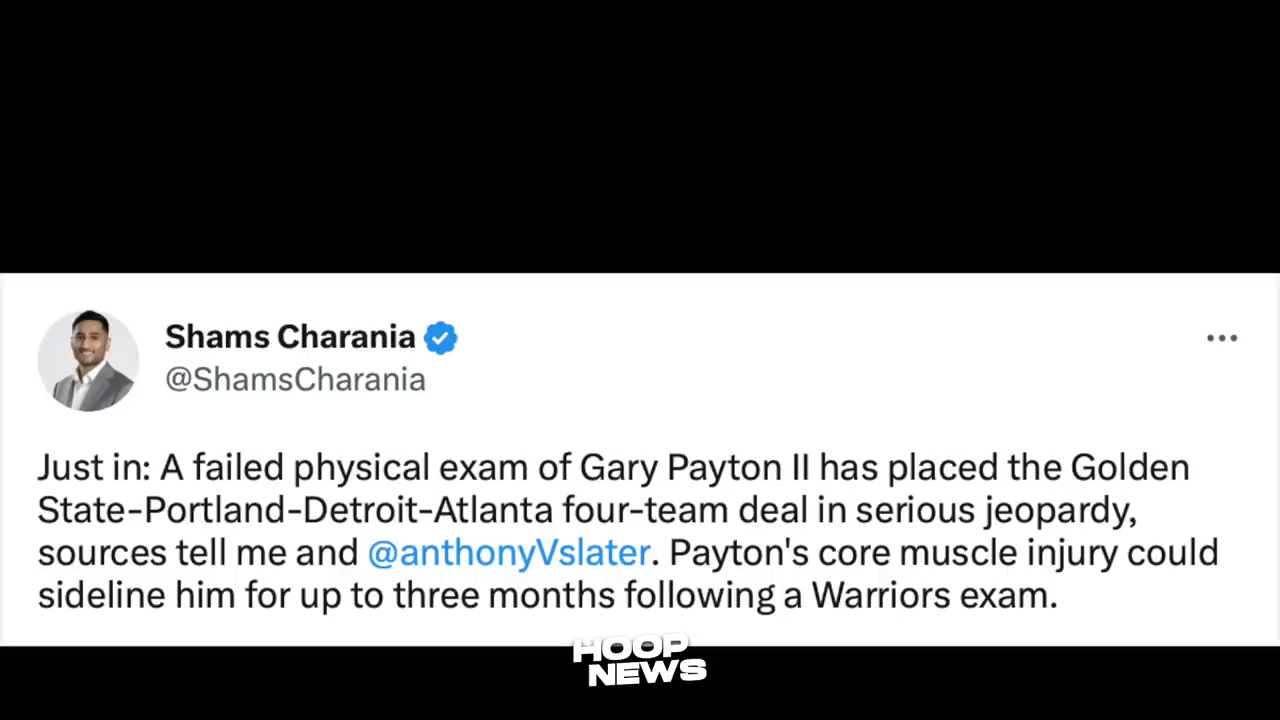 Shams Charania
@ShamsCharania
Just in: A failed physical exam of Gary Payton II has placed the Golden
State-Portland-Detroit-Atlanta four-team deal in serious jeopardy,
sources tell me and @anthonyVslater. Payton's core muscle injury could
sideline him for up to three months following a Warriors exam.
HOOP
NEWS